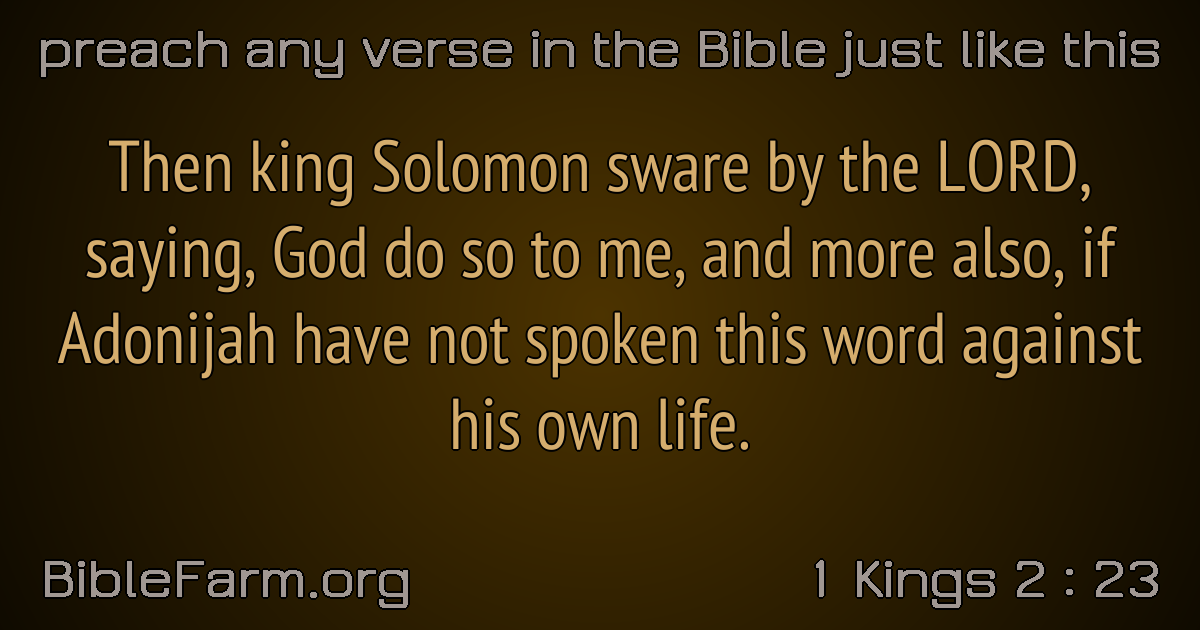 preach any verse in the Bible just like this
Then king Solomon sware by the LORD,
saying, God do so to me, and more also, if
Adonijah have not spoken this word against
his own life.
BibleFarm.org
1 Kings 2 : 23